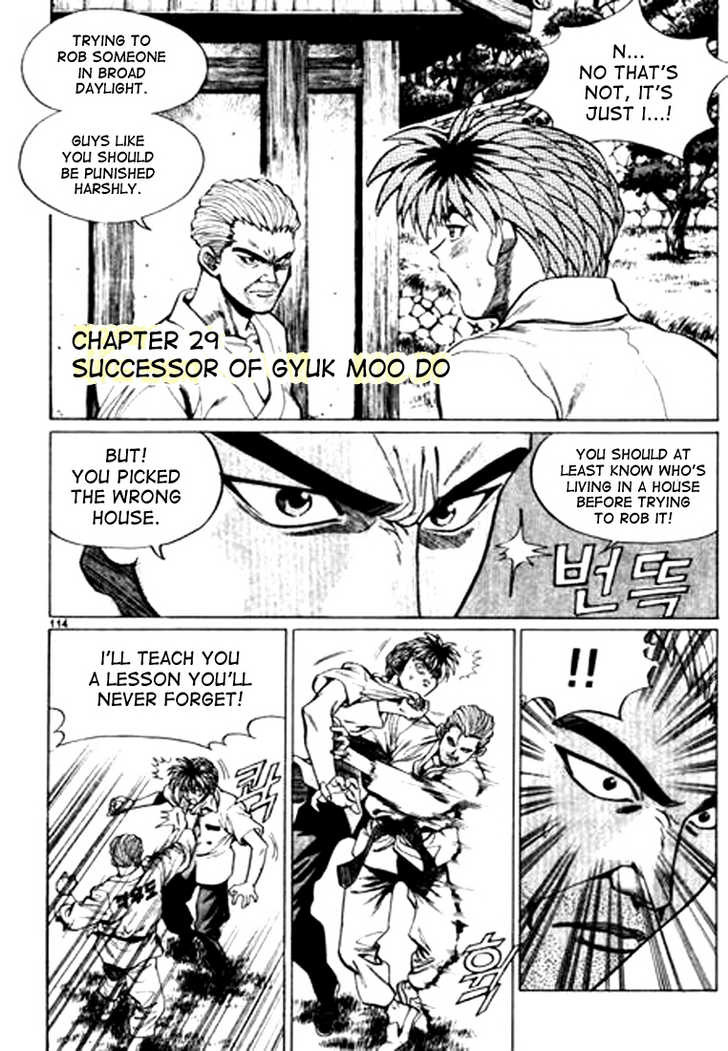 TRYING TO
ROB SOMEONE
IN BROAD
DAYLIGHT.
GUYS LIKE
YOU SHOULD
BE PUNISHED
HARSHLY.
N...
NO THAT'S
NOT, IT'S
JUST I...!
CHAPTER 29
SUCCESSOR OF GYUK MOO DO
BUT!
YOU PICKED
THE WRONG
HOUSE.
YOU SHOULD AT
LEAST KNOW WHO'S
LIVING IN A HOUSE
BEFORE TRYING
TO ROB IT!
번득
114
I'LL TEACH YOU
A LESSON YOU'LL
NEVER FORGET!
휙
!!